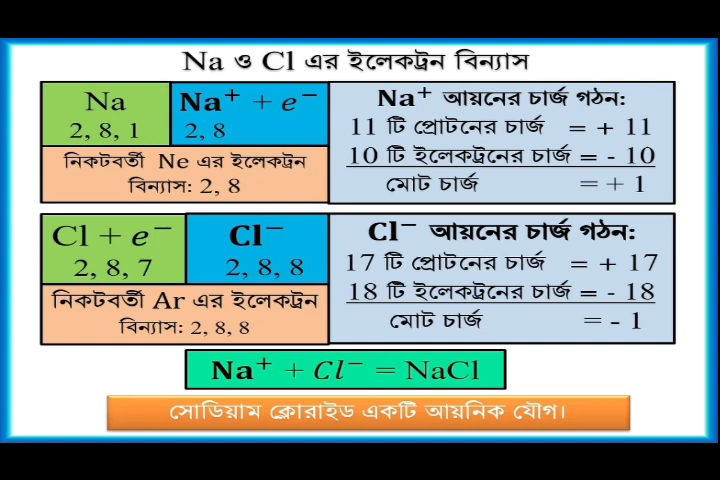 Na ও Cl এর ইলেকট্রন বিন্যাস
Na
2, 8, 1
Na⁺ + e⁻
2, 8
নিকটবর্তী Ne এর ইলেকট্রন
বিন্যাস: 2, 8
Na⁺ আয়নের চার্জ গঠন:
11 টি প্রোটনের চার্জ = + 11
10 টি ইলেকট্রনের চার্জ = - 10
মোট চার্জ = + 1
Cl + e⁻
2, 8, 7
Cl⁻
2, 8, 8
নিকটবর্তী Ar এর ইলেকট্রন
বিন্যাস: 2, 8, 8
Cl⁻ আয়নের চার্জ গঠন:
17 টি প্রোটনের চার্জ = + 17
18 টি ইলেকট্রনের চার্জ = - 18
মোট চার্জ = - 1
Na⁺ + Cl⁻ = NaCl
সোডিয়াম ক্লোরাইড একটি আয়নিক যৌগ।